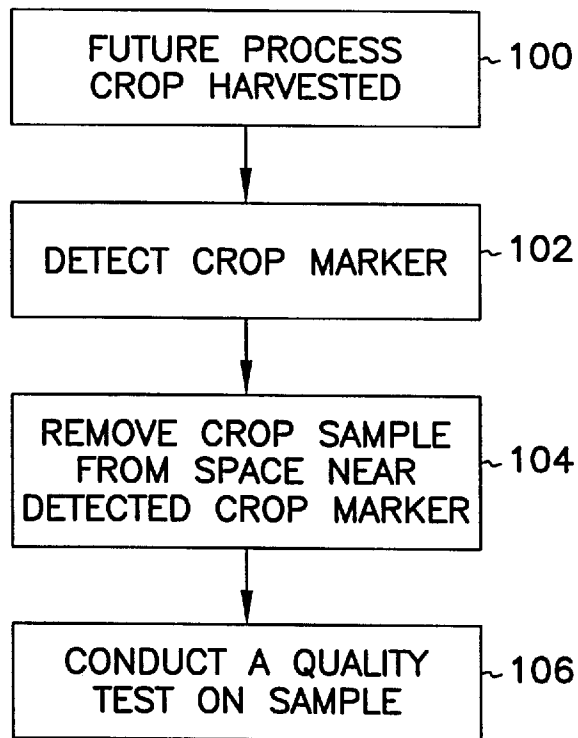 FUTURE PROCESS
CROP HARVESTED
100
DETECT CROP MARKER
102
REMOVE CROP SAMPLE
FROM SPACE NEAR
DETECTED CROP MARKER
104
CONDUCT A QUALITY
TEST ON SAMPLE
106